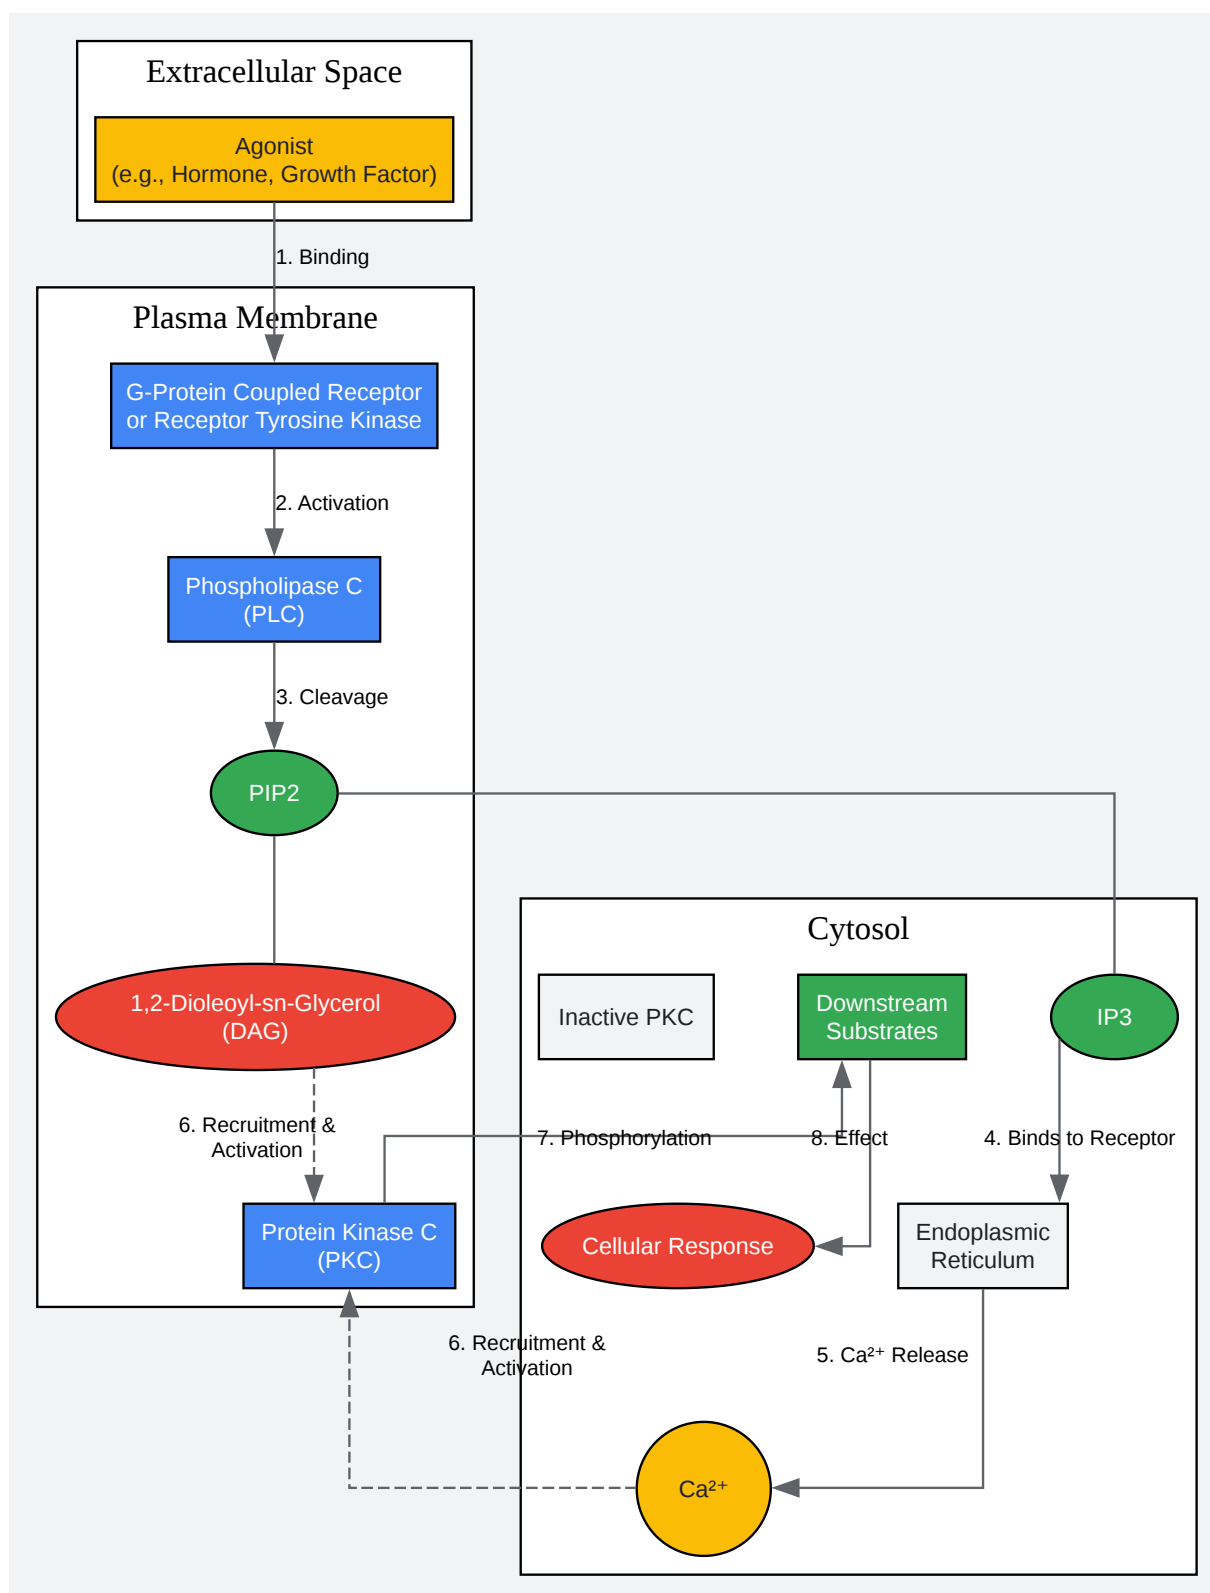 Extracellular Space
Agonist
(e.g., Hormone, Growth Factor)
1. Binding
Plasma Membrane
G-Protein Coupled Receptor
or Receptor Tyrosine Kinase
2. Activation
Phospholipase C
(PLC)
3. Cleavage
PIP2
Cytosol
1,2-Dioleoyl-sn-Glycerol
(DAG)
Inactive PKC
Downstream
Substrates
IP3
6. Recruitment &
Activation
7. Phosphorylation
8. Effect
4. Binds to Receptor
Protein Kinase C
(PKC)
Cellular Response
Endoplasmic
Reticulum
6. Recruitment &
Activation
5. Ca²⁺ Release
Ca²⁺